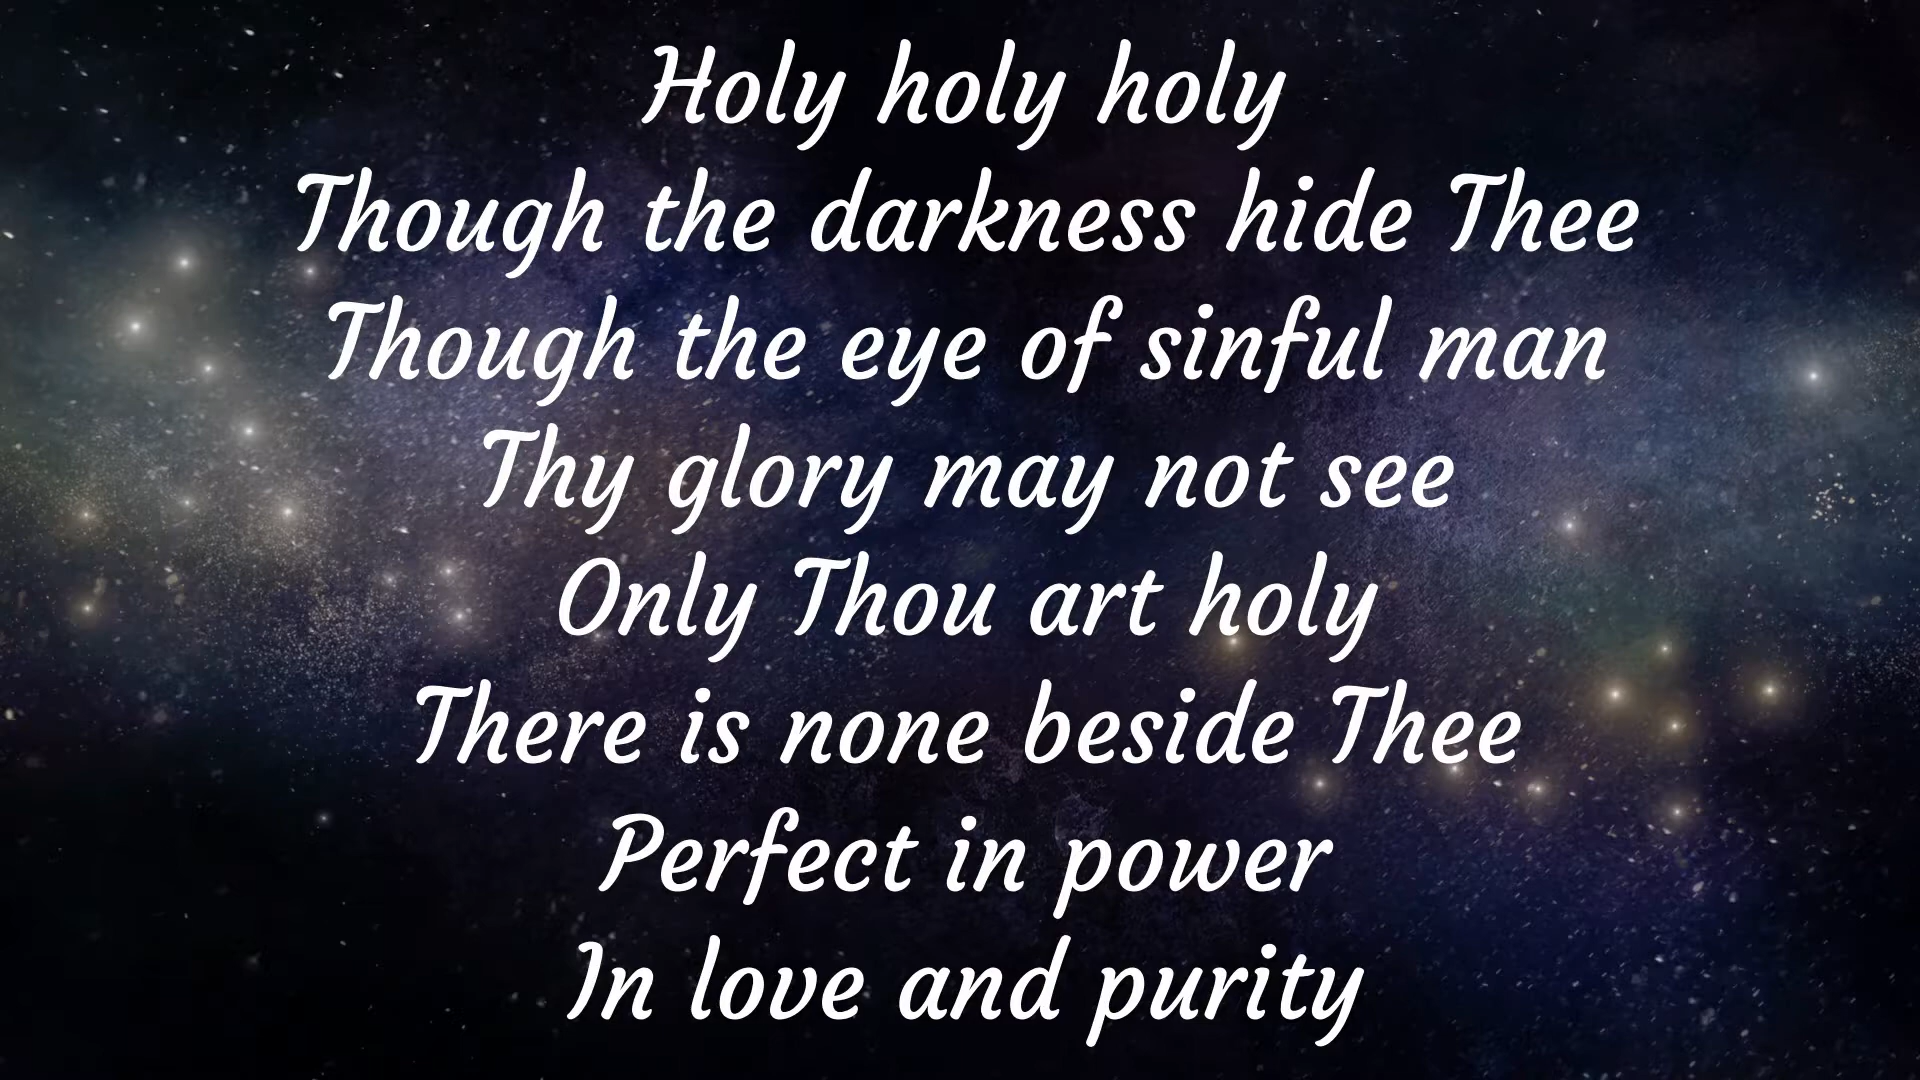 Holy holy holy
Though the darkness hide Thee
Though the eye of sinful man
Thy glory may not see
Only Thou art holy
There is none beside Thee
Perfect in power
In love and purity